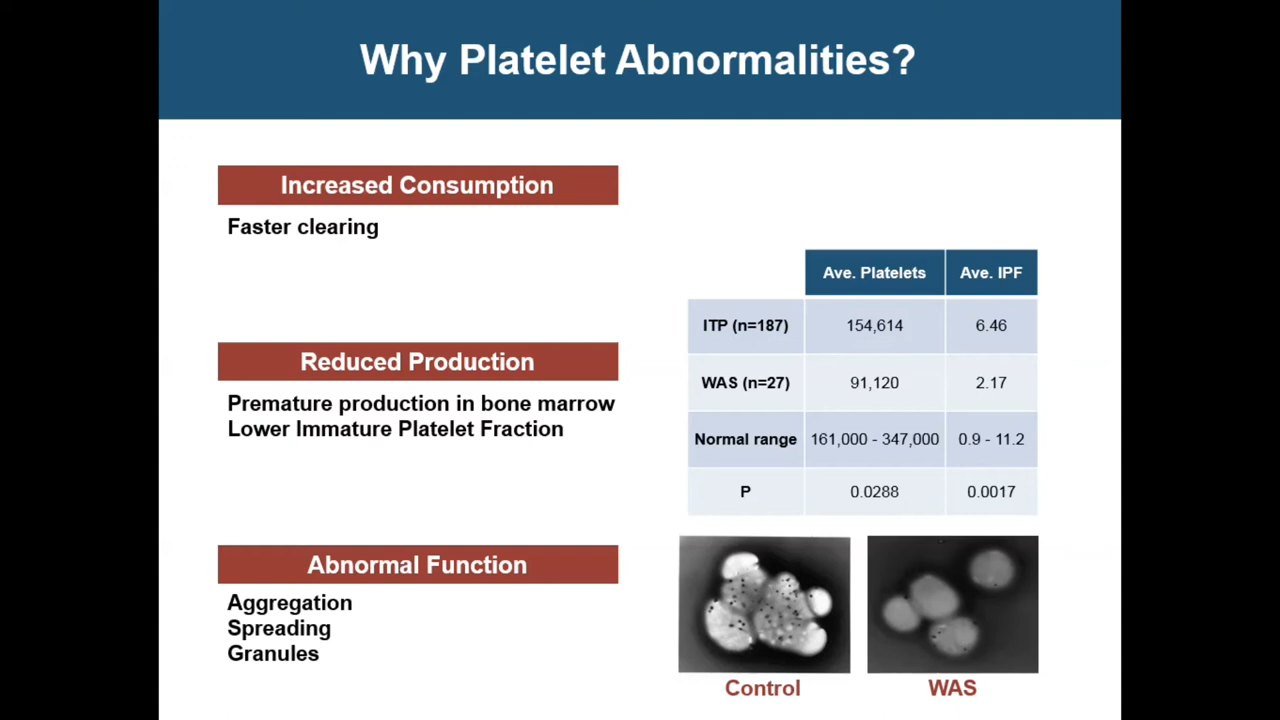 Why Platelet Abnormalities?
Increased Consumption
Faster clearing
Reduced Production
Premature production in bone marrow
Lower Immature Platelet Fraction
Abnormal Function
Aggregation
Spreading
Granules
Ave. Platelets Ave. IPF
ITP (n=187) 154,614 6.46
WAS (n=27) 91,120 2.17
Normal range 161,000 - 347,000 0.9 - 11.2
P 0.0288 0.0017
Control WAS